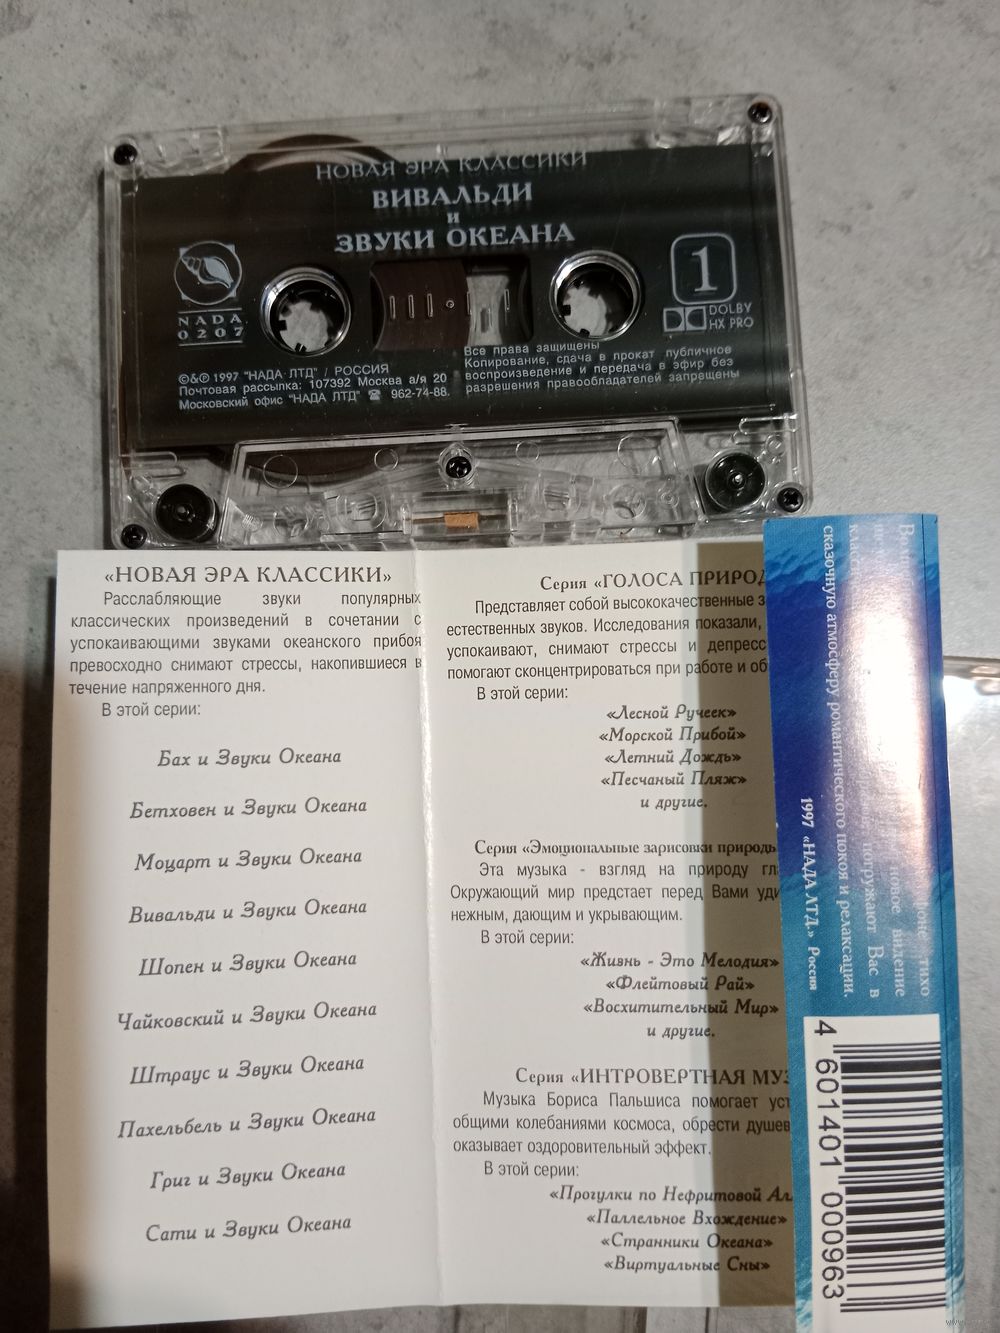 НОВАЯ ЭРА КЛАССИКИ
ВИВАЛЬДИ
и
ЗВУКИ ОКЕАНА
NADA
0207
1
DOLBY
HX PRO
©&℗ 1997 "НАДА ЛТД" / РОССИЯ
Почтовая рассылка: 107392 Москва а/я 20
Московский офис "НАДА ЛТД" ☎ 962-74-88.
Все права защищены
Копирование, сдача в прокат публичное
воспроизведение и передача в эфир без
разрешения правообладателей запрещены
«НОВАЯ ЭРА КЛАССИКИ»
Расслабляющие звуки популярных
классических произведений в сочетании с
успокаивающими звуками океанского прибоя
превосходно снимают стрессы, накопившиеся в
течение напряженного дня.
В этой серии:
Бах и Звуки Океана
Бетховен и Звуки Океана
Моцарт и Звуки Океана
Вивальди и Звуки Океана
Шопен и Звуки Океана
Чайковский и Звуки Океана
Штраус и Звуки Океана
Пахельбель и Звуки Океана
Григ и Звуки Океана
Сати и Звуки Океана
Серия «ГОЛОСА ПРИРОД
Представляет собой высококачественные з
естественных звуков. Исследования показали,
успокаивают, снимают стрессы и депресс
помогают сконцентрироваться при работе и об
В этой серии:
«Лесной Ручеек»
«Морской Прибой»
«Летний Дождь»
«Песчаный Пляж»
и другие.
Серия «Эмоциональные зарисовки природы
Эта музыка - взгляд на природу гл
Окружающий мир предстает перед Вами уди
нежным, дающим и укрывающим.
В этой серии:
«Жизнь - Это Мелодия»
«Флейтовый Рай»
«Восхитительный Мир»
и другие.
Серия «ИНТРОВЕРТНАЯ МУЗ
Музыка Бориса Пальшиса помогает уст
общими колебаниями космоса, обрести душев
оказывает оздоровительный эффект.
В этой серии:
«Прогулки по Нефритовой Ал
«Паллельное Вхождение»
«Странники Океана»
«Виртуальные Сны»
тихо
новое видение
погружают Вас в
сказочную атмосферу романтического покоя и релаксации.
1997 «НАДА ЛТД.» Россия
4 601401 000963